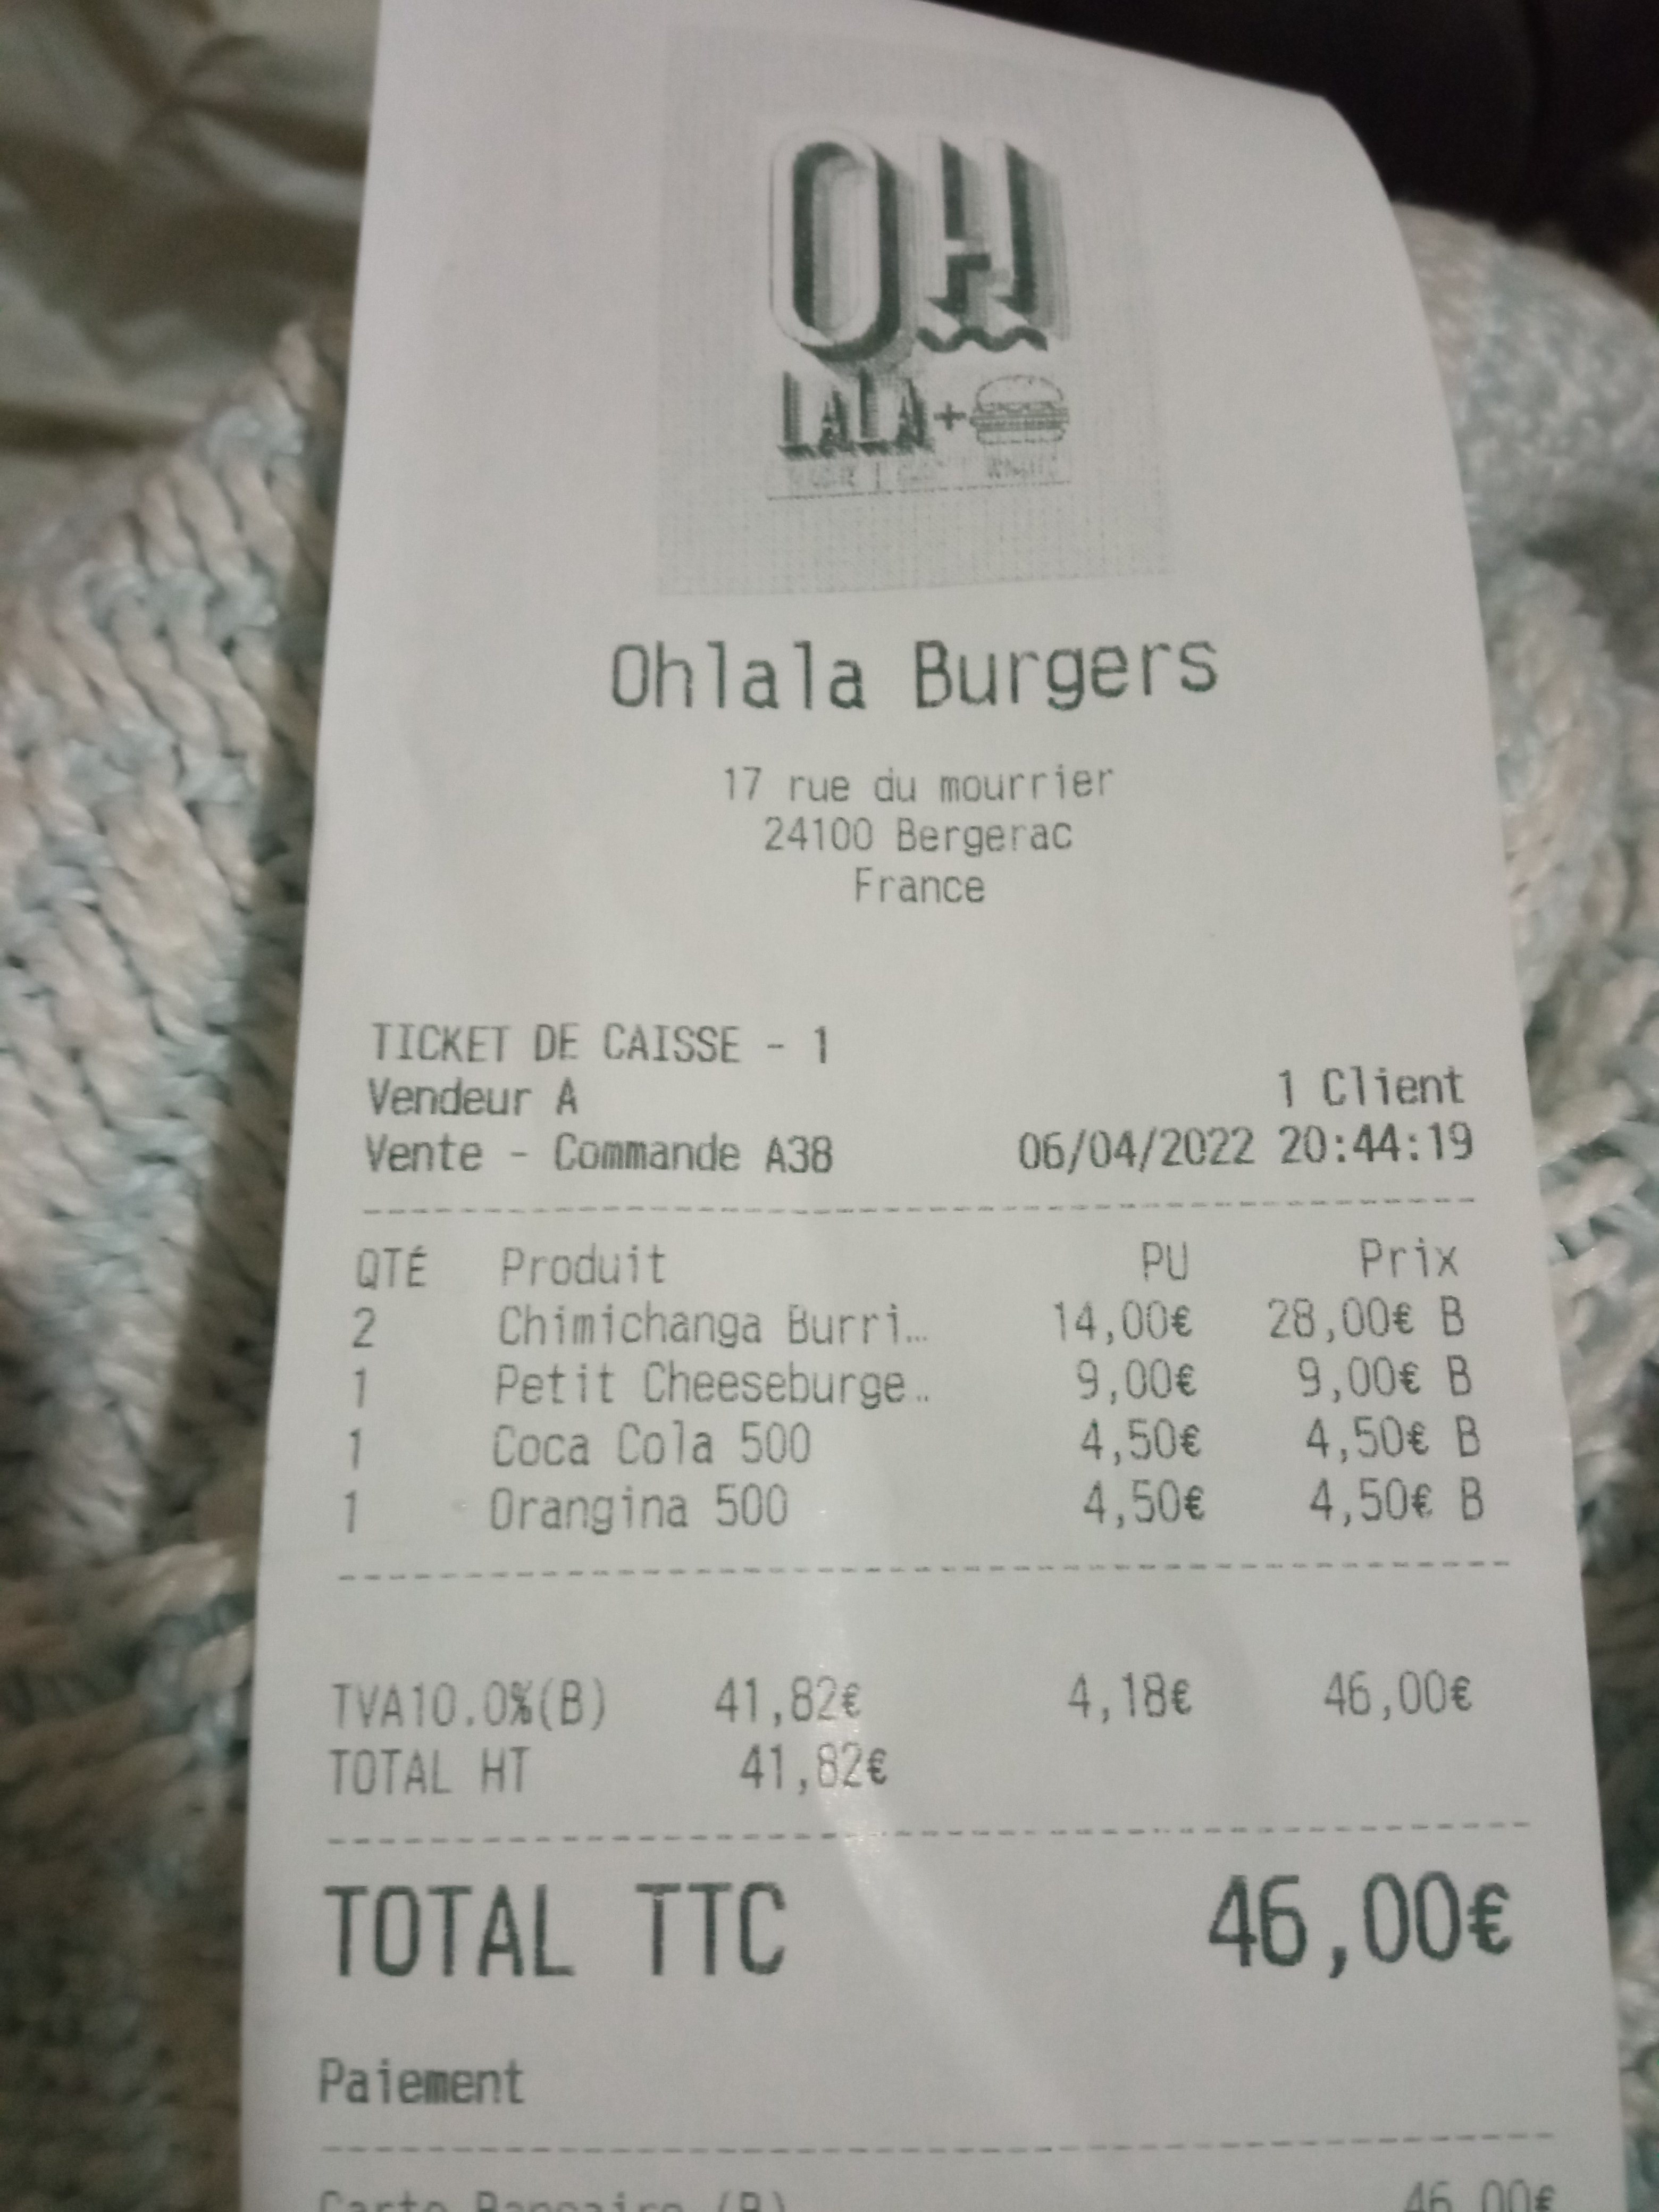 OH
LALA+
Ohlala Burgers
17 rue du mourrier
24100 Bergerac
France
TICKET DE CAISSE - 1
Vendeur A 1 Client
Vente - Commande A38 06/04/2022 20:44:19
QTÉ Produit PU Prix
2 Chimichanga Burri… 14,00€ 28,00€ B
1 Petit Cheeseburge… 9,00€ 9,00€ B
1 Coca Cola 500 4,50€ 4,50€ B
1 Orangina 500 4,50€ 4,50€ B
TVA10.0%(B) 41,82€ 4,18€ 46,00€
TOTAL HT 41,82€
TOTAL TTC 46,00€
Paiement
Carte Bancaire (B) 46,00€